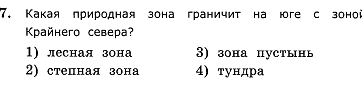 7. Какая природная зона граничит на юге с зоной
Крайнего севера?
1) лесная зона 3) зона пустынь
2) степная зона 4) тундра